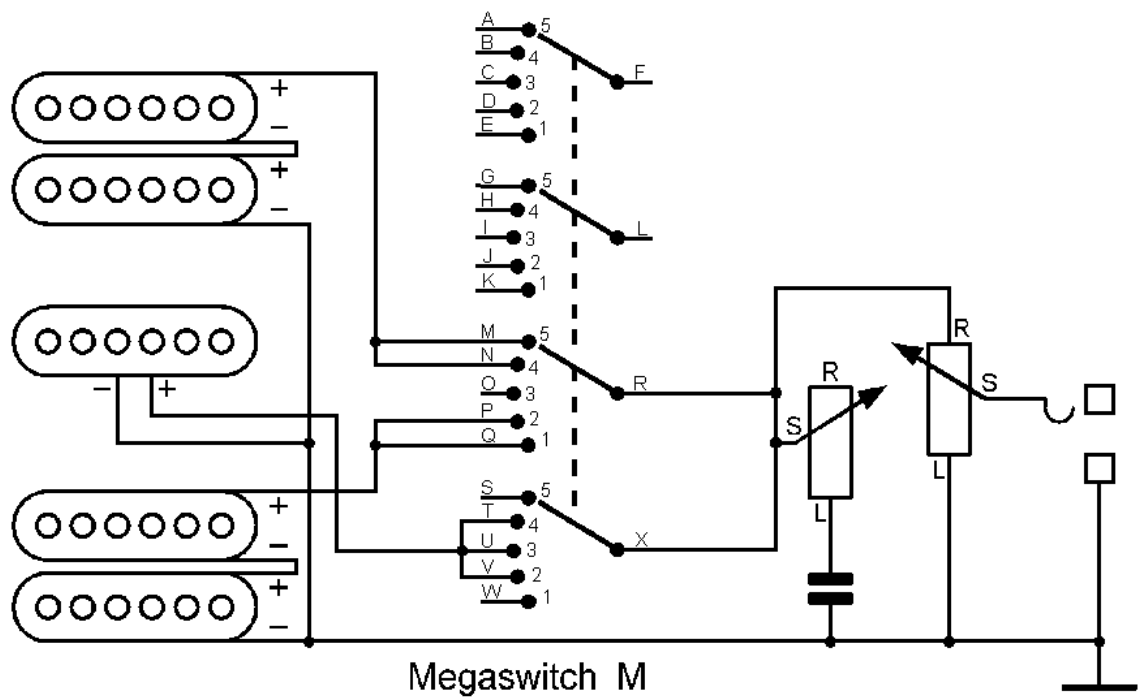 A 5
B 4
C 3 F
D 2
E 1
+
−
+
−
G 5
H 4
I 3 L
J 2
K 1
− +
M 5
N 4
O 3 R
P 2
Q 1
R
S
L
R
S
L
+
−
+
−
S 5
T 4
U 3 X
V 2
W 1
Megaswitch M